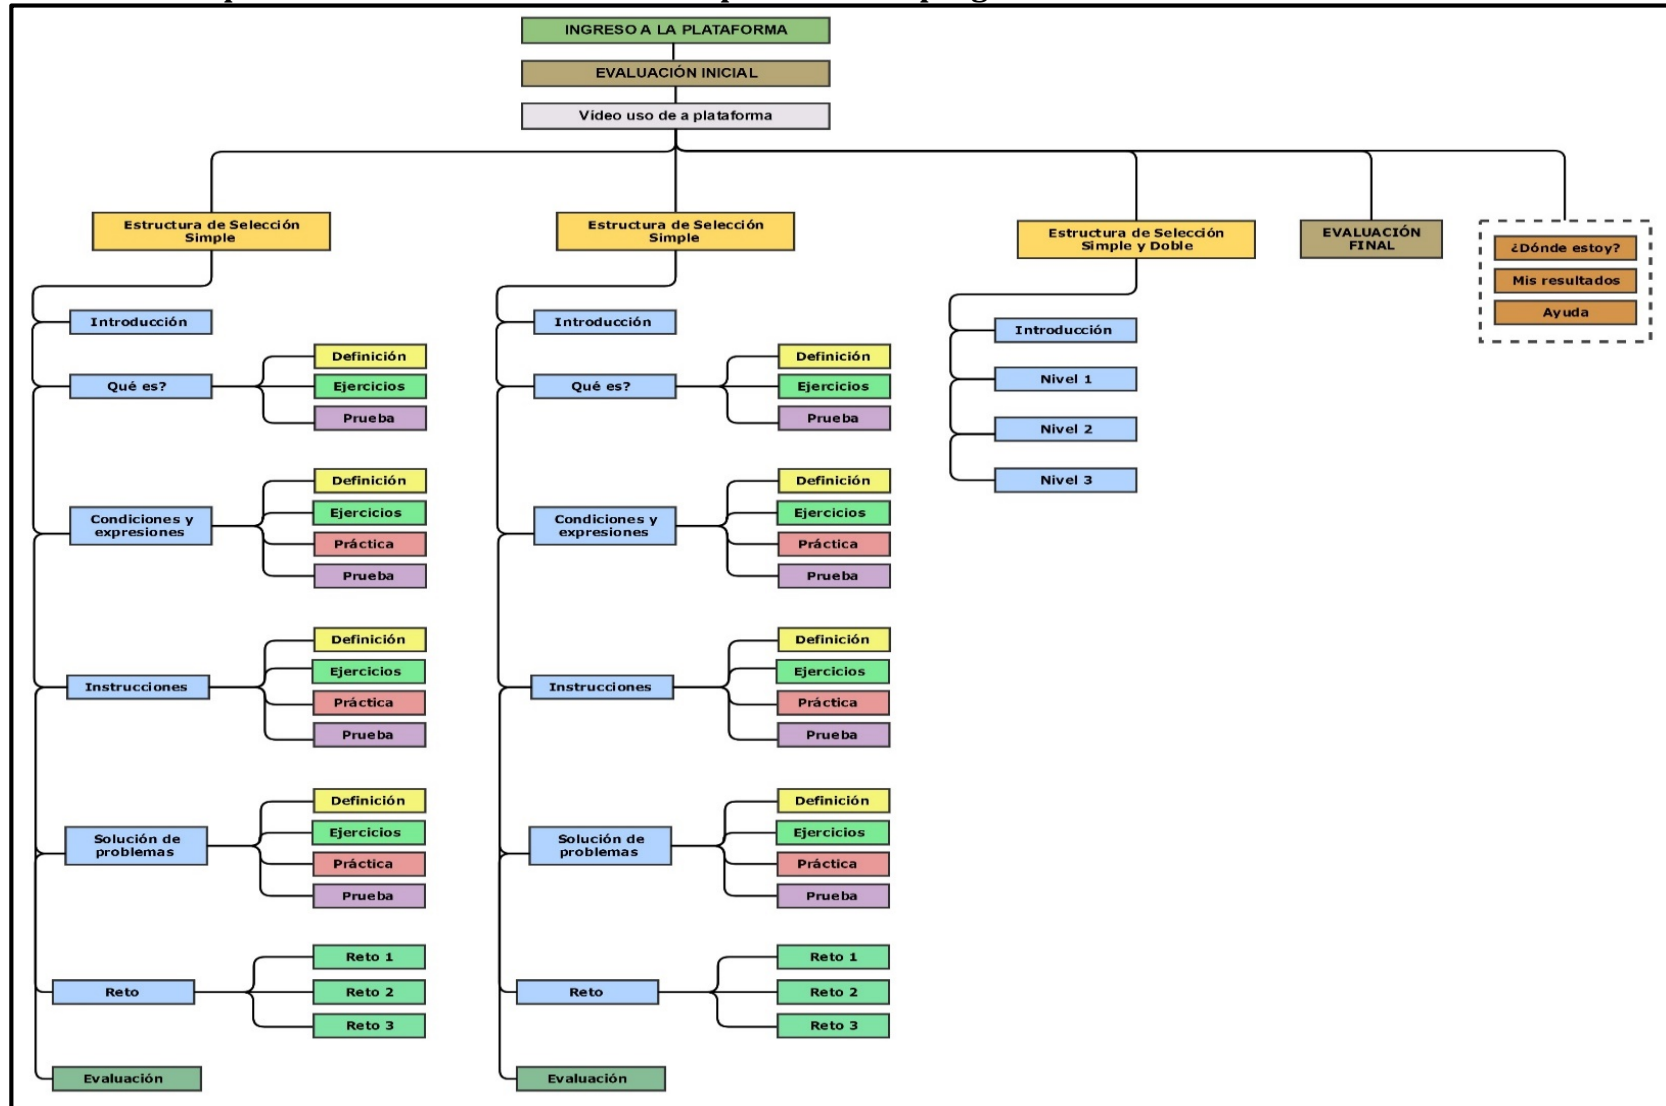 INGRESO A LA PLATAFORMA
EVALUACIÓN INICIAL
Vídeo uso de a plataforma
Estructura de Selección
Simple
Introducción
Qué es?
Definición
Ejercicios
Prueba
Condiciones y
expresiones
Definición
Ejercicios
Práctica
Prueba
Instrucciones
Definición
Ejercicios
Práctica
Prueba
Solución de
problemas
Definición
Ejercicios
Práctica
Prueba
Reto
Reto 1
Reto 2
Reto 3
Evaluación
Estructura de Selección
Simple
Introducción
Qué es?
Definición
Ejercicios
Prueba
Condiciones y
expresiones
Definición
Ejercicios
Práctica
Prueba
Instrucciones
Definición
Ejercicios
Práctica
Prueba
Solución de
problemas
Definición
Ejercicios
Práctica
Prueba
Reto
Reto 1
Reto 2
Reto 3
Evaluación
Estructura de Selección
Simple y Doble
Introducción
Nivel 1
Nivel 2
Nivel 3
EVALUACIÓN
FINAL
¿Dónde estoy?
Mis resultados
Ayuda